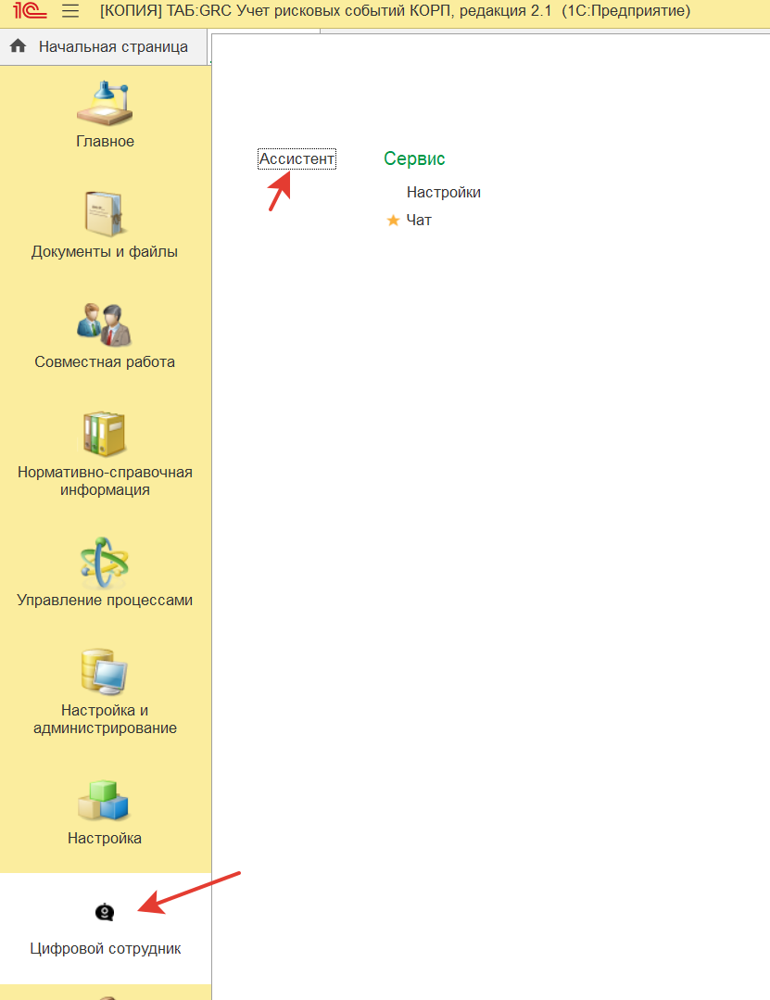 1С [КОПИЯ] ТАБ:GRC Учет рисковых событий КОРП, редакция 2.1 (1С:Предприятие)
Начальная страница
Главное
Документы и файлы
Совместная работа
Нормативно-справочная
информация
Управление процессами
Настройка и
администрирование
Настройка
Цифровой сотрудник
Ассистент
Сервис
Настройки
Чат